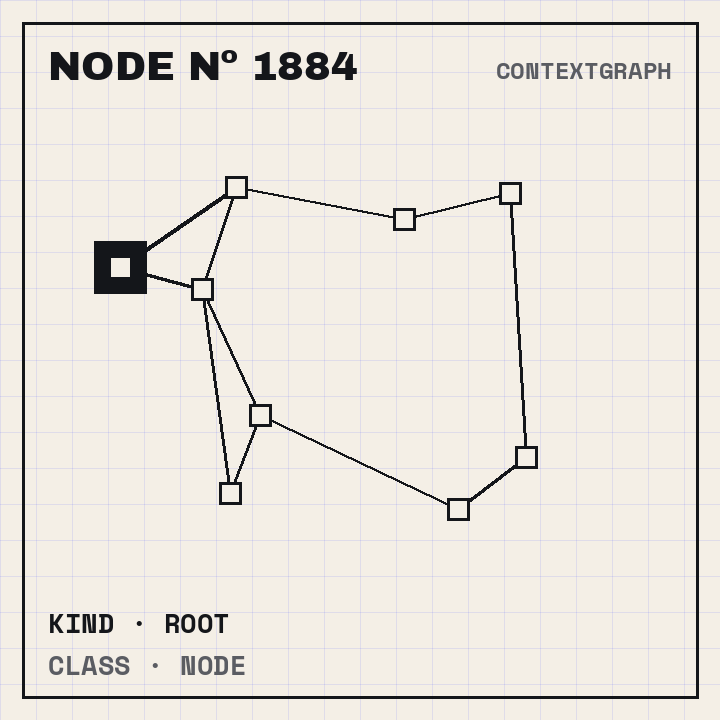 NODE Nº 1884
CONTEXTGRAPH
KIND · ROOT
CLASS · NODE